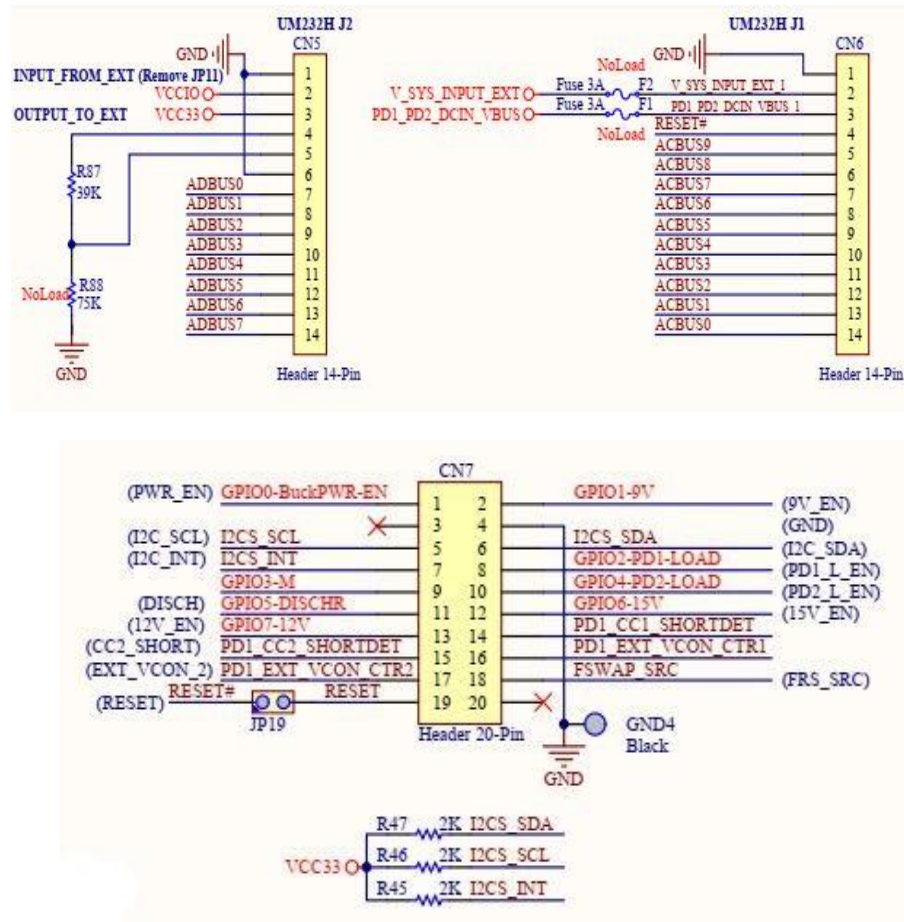 UM232H J2
CN5
GND
INPUT_FROM_EXT (Remove JP11)
VCCIO
OUTPUT_TO_EXT
VCC33
R87
39K
NoLoad
R88
75K
GND
ADBUS0
ADBUS1
ADBUS2
ADBUS3
ADBUS4
ADBUS5
ADBUS6
ADBUS7
1
2
3
4
5
6
7
8
9
10
11
12
13
14
Header 14-Pin
UM232H J1
CN6
GND
NoLoad
V_SYS_INPUT_EXT
Fuse 3A
F2
V_SYS_INPUT_EXT_1
PD1_PD2_DCIN_VBUS
Fuse 3A
F1
PD1_PD2_DCIN_VBUS_1
NoLoad
RESET#
ACBUS9
ACBUS8
ACBUS7
ACBUS6
ACBUS5
ACBUS4
ACBUS3
ACBUS2
ACBUS1
ACBUS0
1
2
3
4
5
6
7
8
9
10
11
12
13
14
Header 14-Pin
CN7
(PWR_EN) GPIO0-BuckPWR-EN 1 2 GPIO1-9V (9V_EN)
3 4 (GND)
(I2C_SCL) I2CS_SCL 5 6 I2CS_SDA (I2C_SDA)
(I2C_INT) I2CS_INT 7 8 GPIO2-PD1-LOAD (PD1_L_EN)
GPIO3-M 9 10 GPIO4-PD2-LOAD (PD2_L_EN)
(DISCH) GPIO5-DISCHR 11 12 GPIO6-15V (15V_EN)
(12V_EN) GPIO7-12V 13 14 PD1_CC1_SHORTDET
(CC2_SHORT) PD1_CC2_SHORTDET 15 16 PD1_EXT_VCON_CTR1
(EXT_VCON_2) PD1_EXT_VCON_CTR2 17 18 FSWAP_SRC (FRS_SRC)
(RESET) RESET# RESET 19 20
JP19
Header 20-Pin
GND4
Black
GND
R47 2K I2CS_SDA
VCC33 R46 2K I2CS_SCL
R45 2K I2CS_INT